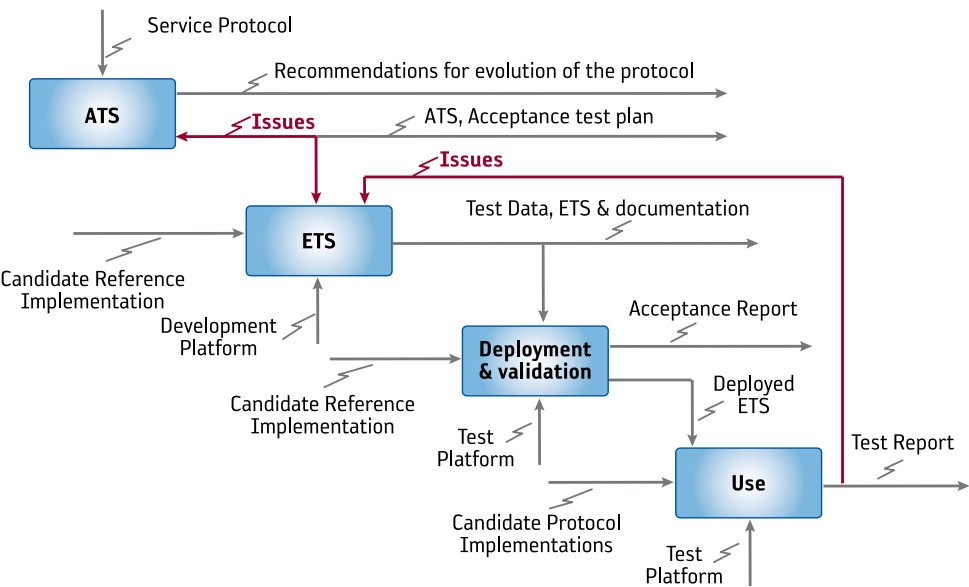 Service Protocol
Recommendations for evolution of the protocol
ATS
ATS, Acceptance test plan
Issues
Issues
Test Data, ETS & documentation
ETS
Candidate Reference
Implementation
Development
Platform
Acceptance Report
Deployment
& validation
Deployed
ETS
Candidate Reference
Implementation
Test
Platform
Test Report
Use
Candidate Protocol
Implementations
Test
Platform